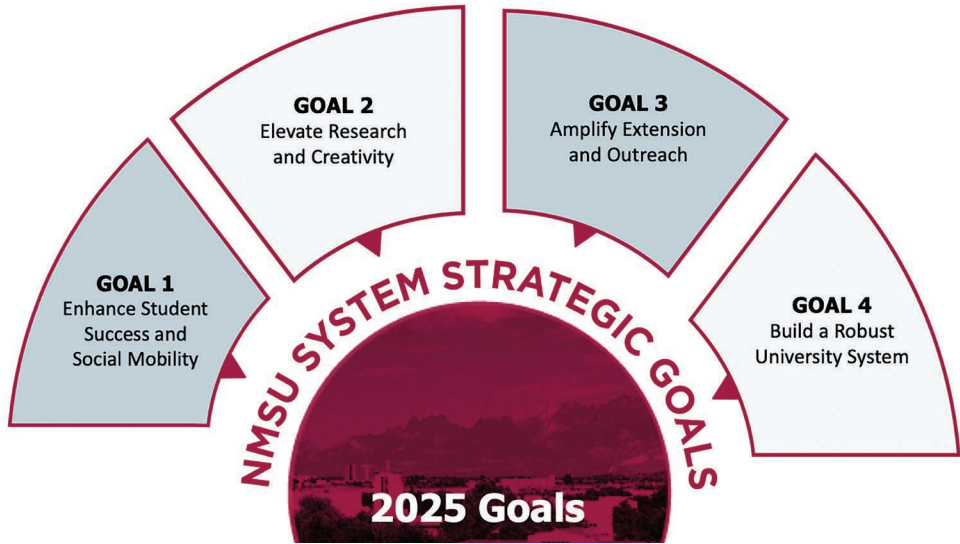 GOAL 1
Enhance Student
Success and
Social Mobility
GOAL 2
Elevate Research
and Creativity
GOAL 3
Amplify Extension
and Outreach
GOAL 4
Build a Robust
University System
NMSU SYSTEM STRATEGIC GOALS
2025 Goals